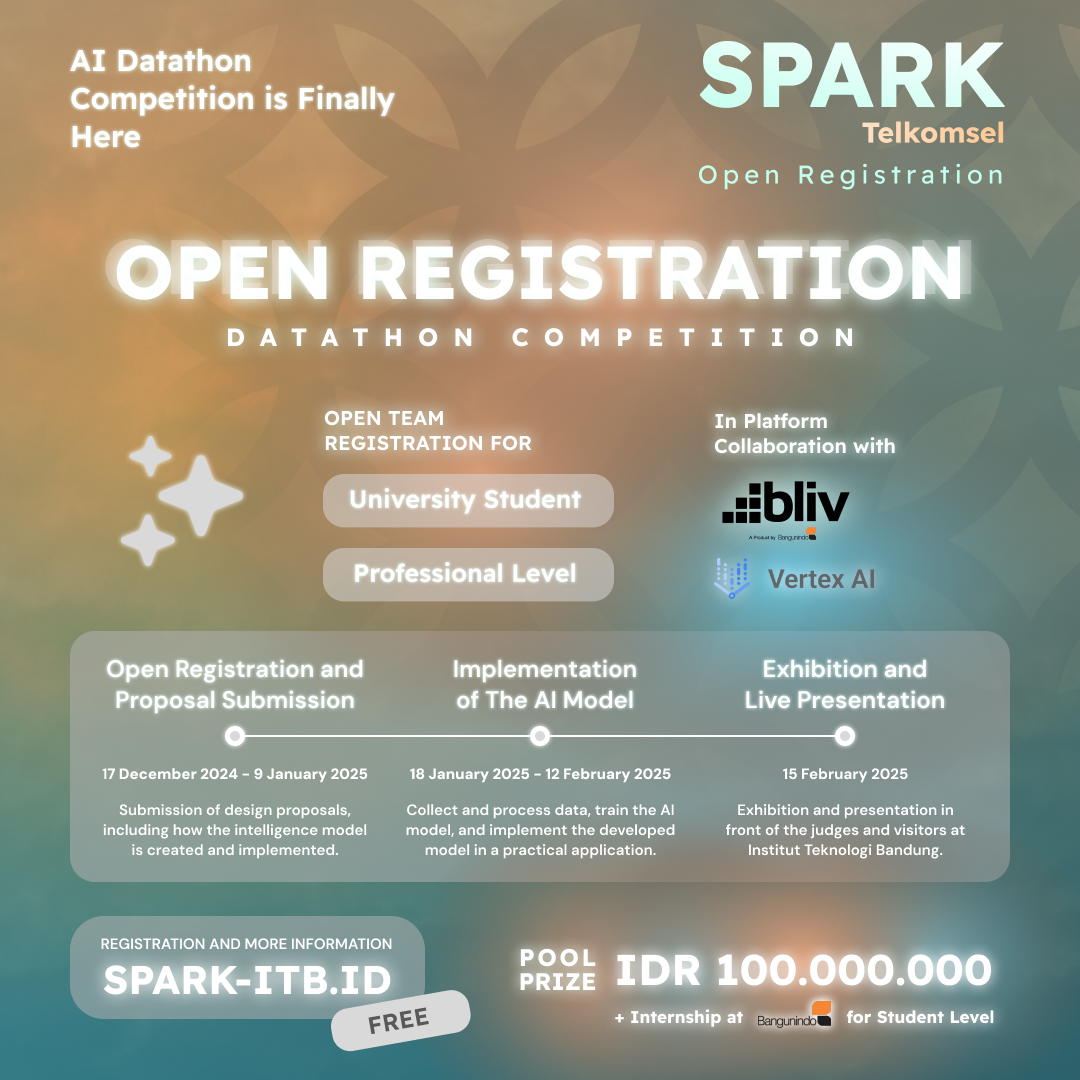 AI Datathon
Competition is Finally
Here
SPARK
Telkomsel
Open Registration
OPEN REGISTRATION
DATATHON COMPETITION
OPEN TEAM
REGISTRATION FOR
University Student
Professional Level
In Platform
Collaboration with
bliv
A Product by Bangunindo
Vertex AI
Open Registration and
Proposal Submission
17 December 2024 - 9 January 2025
Submission of design proposals,
including how the intelligence model
is created and implemented.
Implementation
of The AI Model
18 January 2025 - 12 February 2025
Collect and process data, train the AI
model, and implement the developed
model in a practical application.
Exhibition and
Live Presentation
15 February 2025
Exhibition and presentation in
front of the judges and visitors at
Institut Teknologi Bandung.
REGISTRATION AND MORE INFORMATION
SPARK-ITB.ID
FREE
POOL
PRIZE
IDR 100.000.000
+ Internship at Bangunindo for Student Level